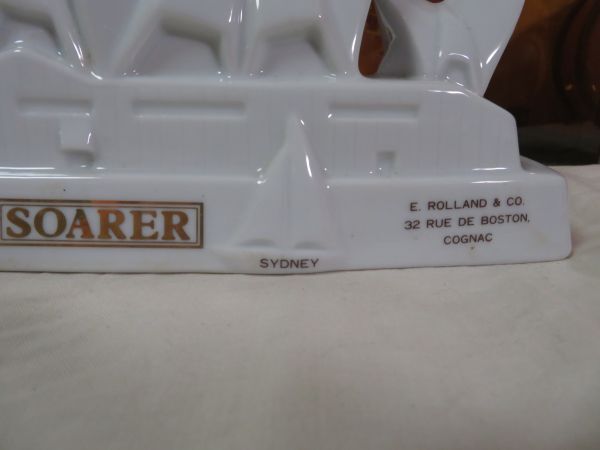 SOARER
SYDNEY
E. ROLLAND & CO.
32 RUE DE BOSTON,
COGNAC